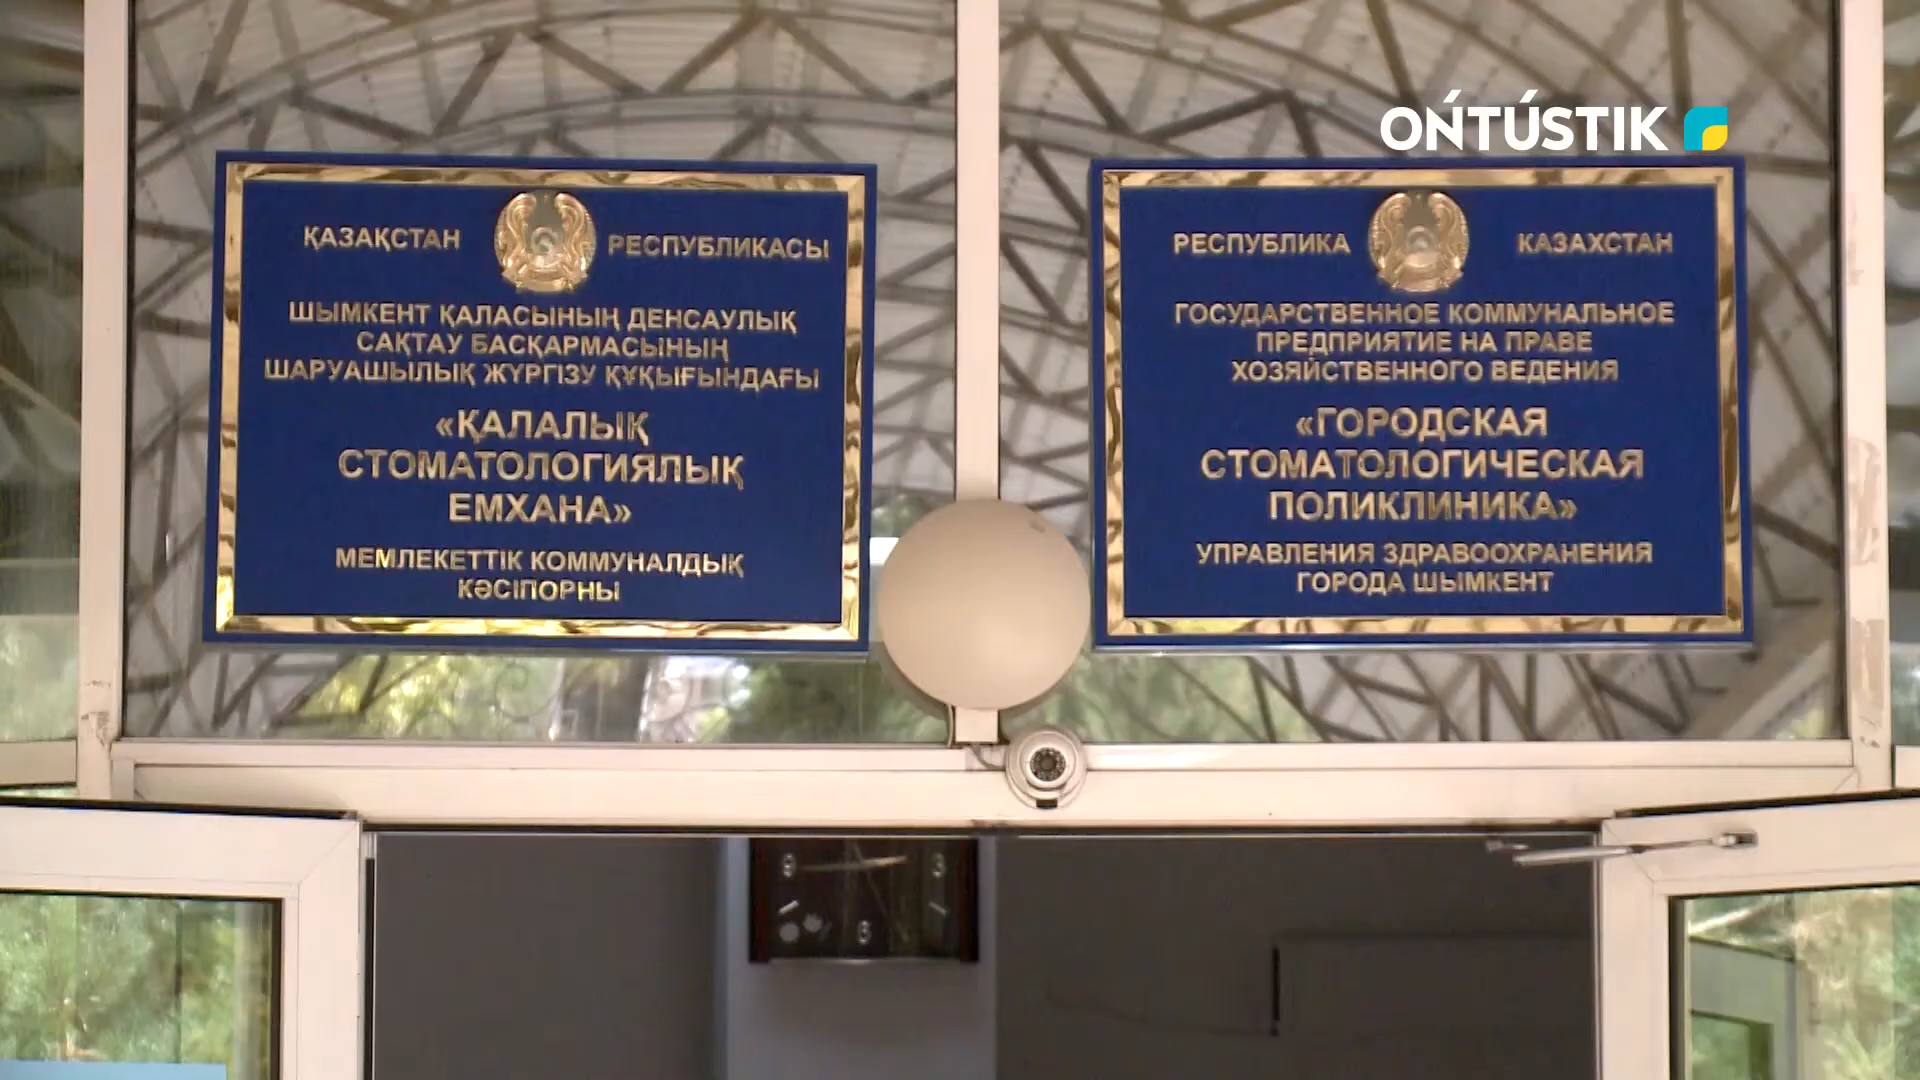 OŃTÚSTIK
ҚАЗАҚСТАН РЕСПУБЛИКАСЫ
ШЫМКЕНТ ҚАЛАСЫНЫҢ ДЕНСАУЛЫҚ
САҚТАУ БАСҚАРМАСЫНЫҢ
ШАРУАШЫЛЫҚ ЖҮРГІЗУ ҚҰҚЫҒЫНДАҒЫ
«ҚАЛАЛЫҚ
СТОМАТОЛОГИЯЛЫҚ
ЕМХАНА»
МЕМЛЕКЕТТІК КОММУНАЛДЫҚ
КӘСІПОРНЫ
РЕСПУБЛИКА КАЗАХСТАН
ГОСУДАРСТВЕННОЕ КОММУНАЛЬНОЕ
ПРЕДПРИЯТИЕ НА ПРАВЕ
ХОЗЯЙСТВЕННОГО ВЕДЕНИЯ
«ГОРОДСКАЯ
СТОМАТОЛОГИЧЕСКАЯ
ПОЛИКЛИНИКА»
УПРАВЛЕНИЯ ЗДРАВООХРАНЕНИЯ
ГОРОДА ШЫМКЕНТ